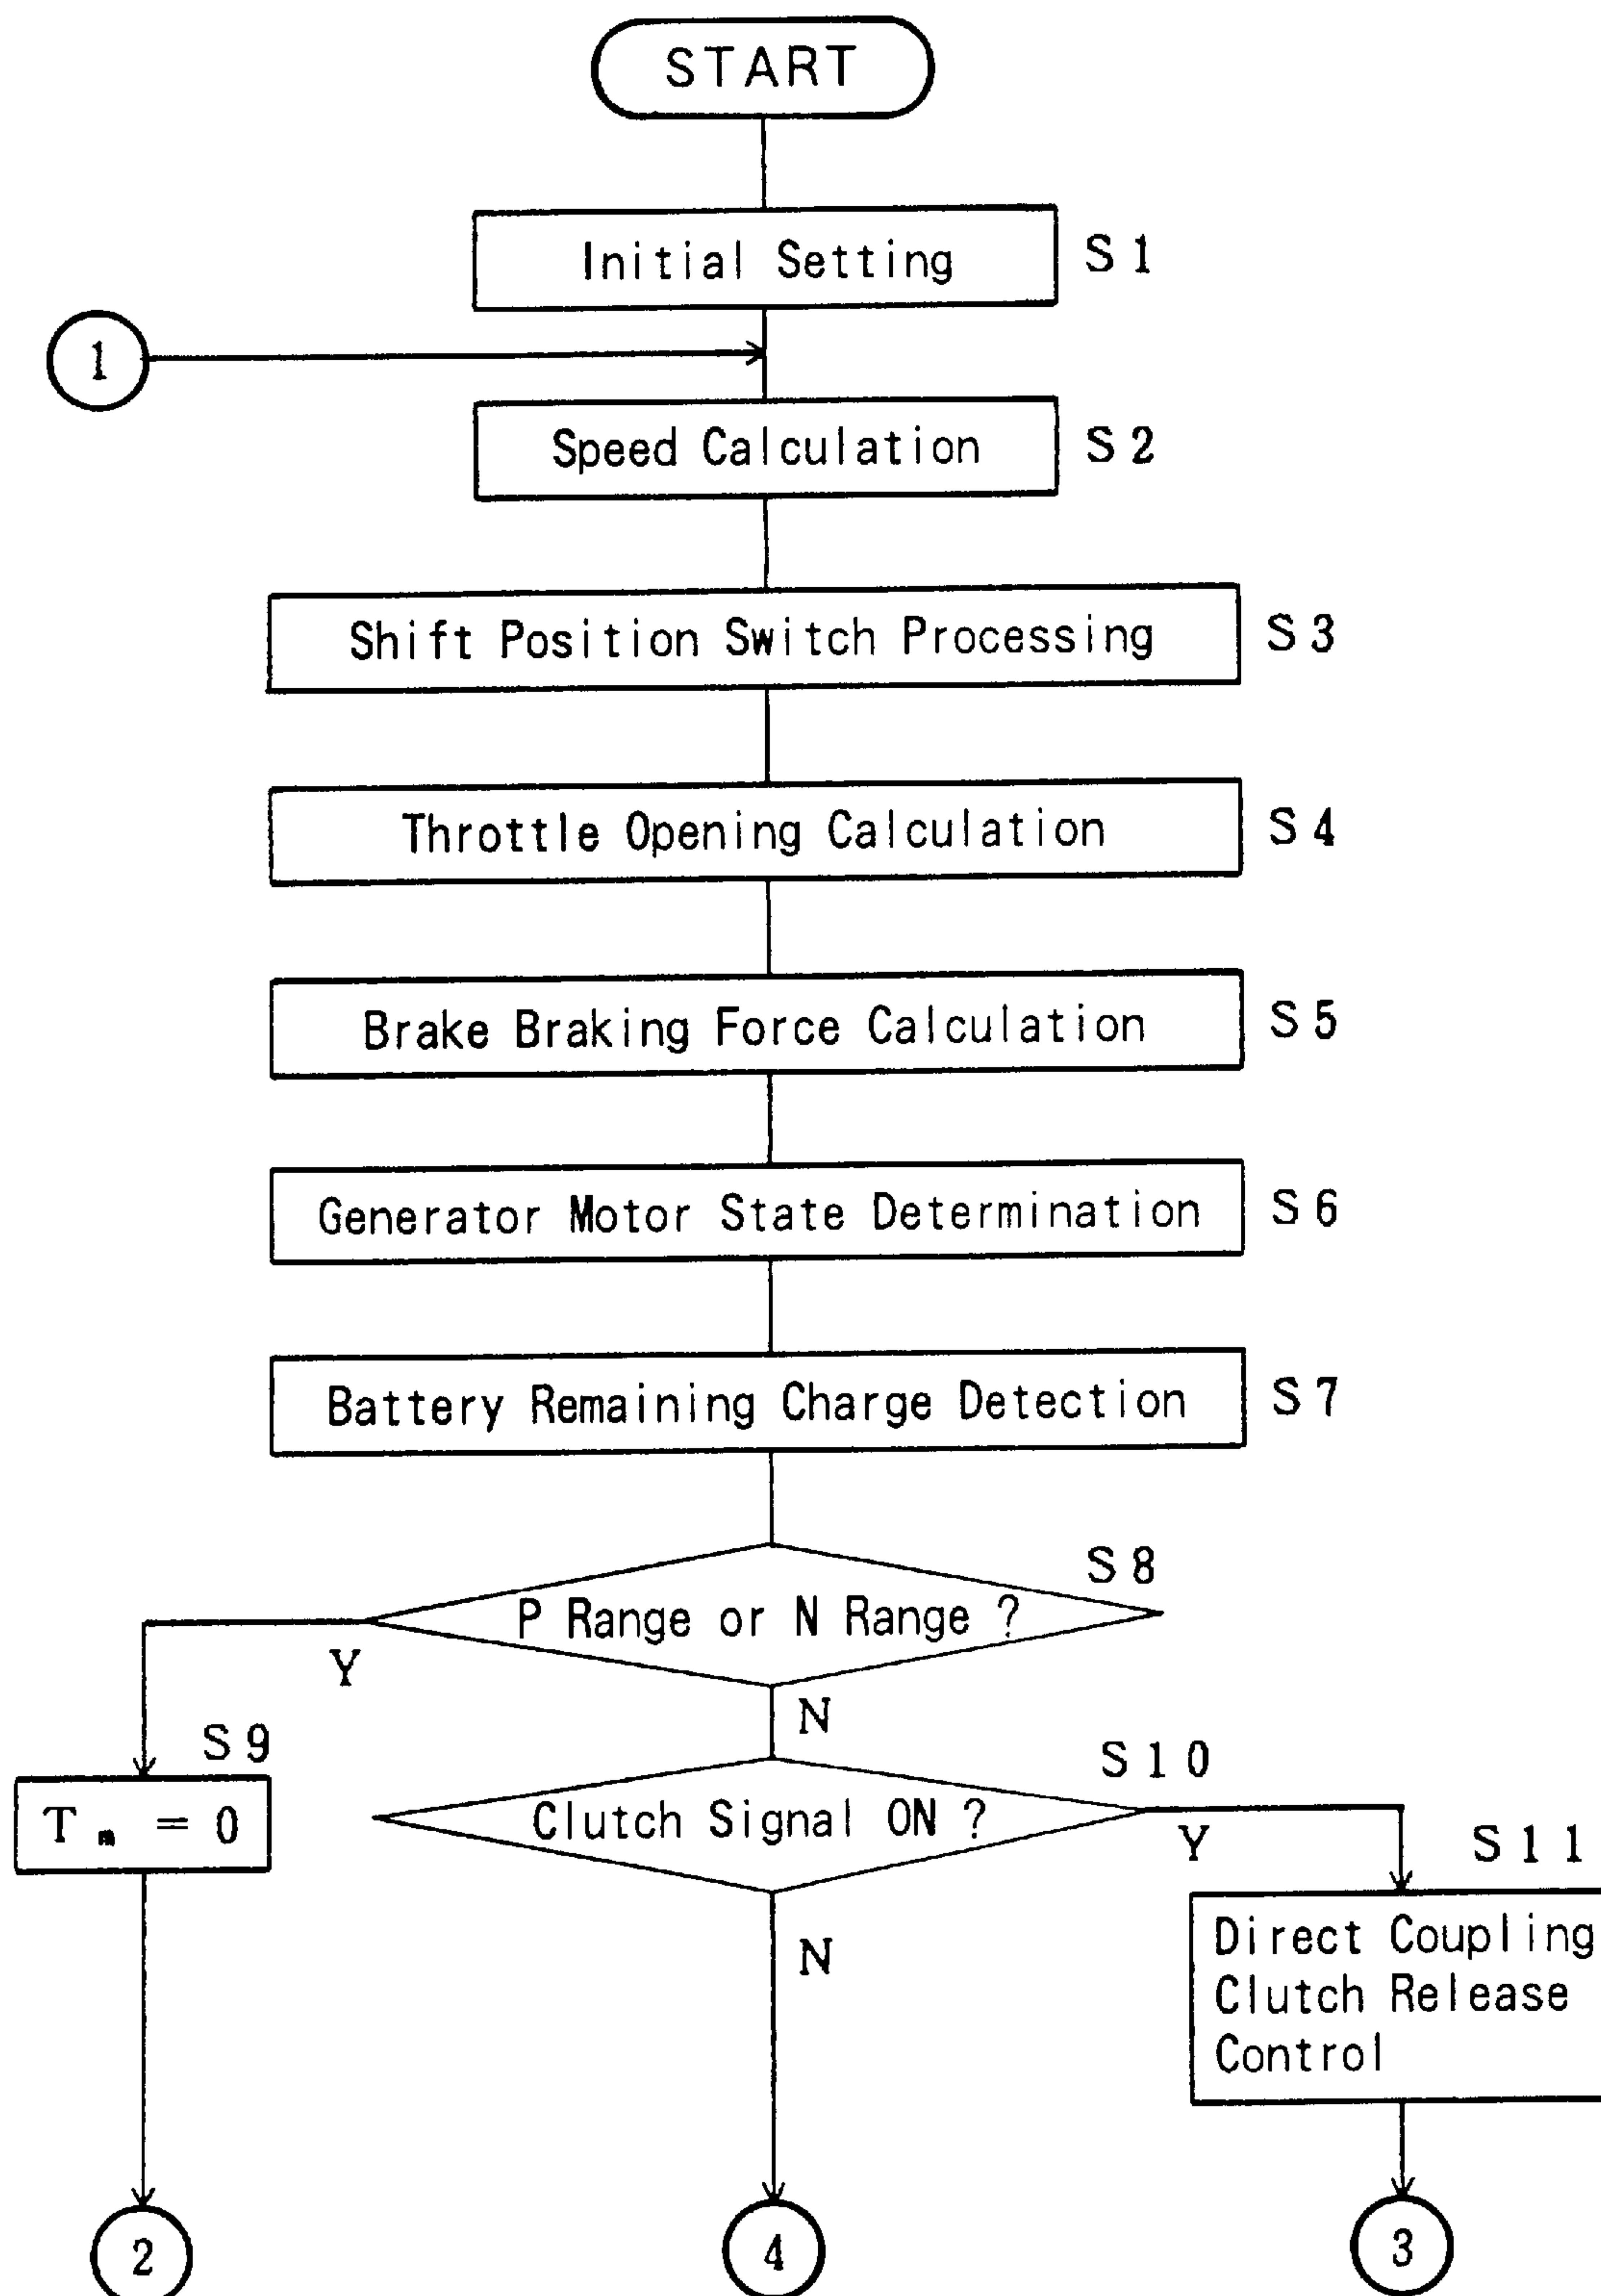 START
Initial Setting
S1
1
Speed Calculation
S2
Shift Position Switch Processing
S3
Throttle Opening Calculation
S4
Brake Braking Force Calculation
S5
Generator Motor State Determination
S6
Battery Remaining Charge Detection
S7
S8
P Range or N Range ?
Y
N
S9
Tm = 0
S10
Clutch Signal ON ?
Y
N
S11
Direct Coupling
Clutch Release
Control
2
4
3